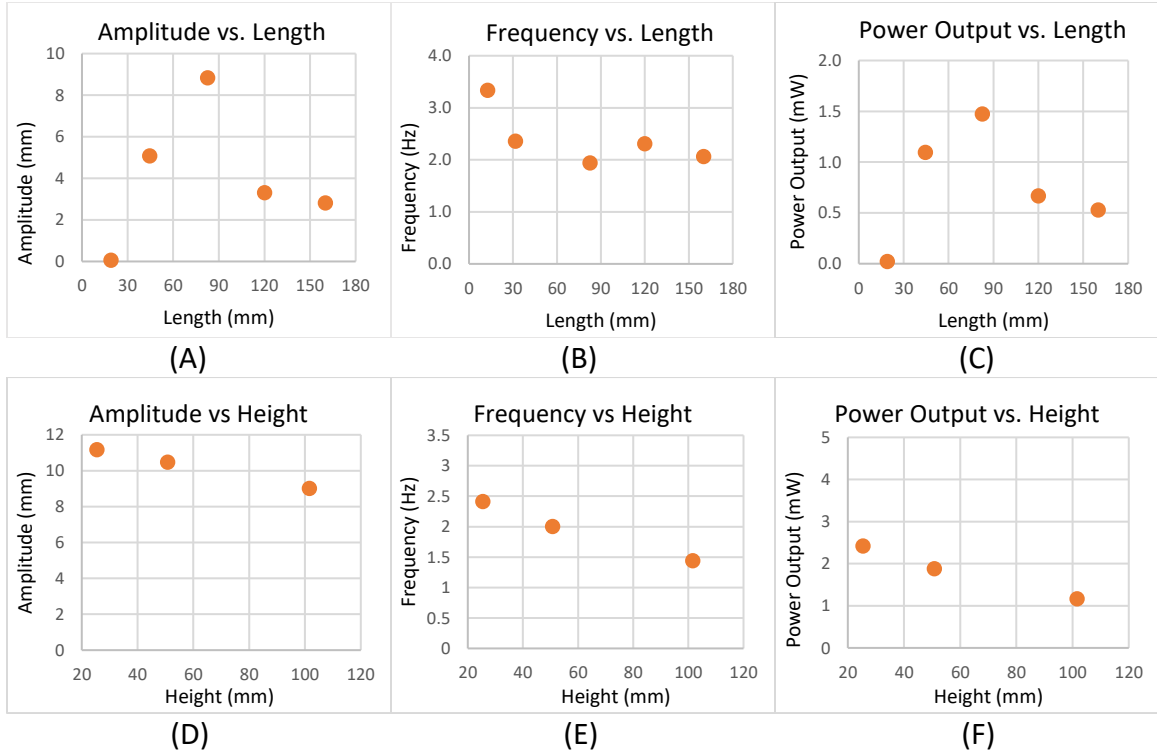 Amplitude vs. Length
10
8
6
4
2
0
0 30 60 90 120 150 180
Amplitude (mm)
Length (mm)
(A)
Frequency vs. Length
4.0
3.0
2.0
1.0
0.0
0 30 60 90 120 150 180
Frequency (Hz)
Length (mm)
(B)
Power Output vs. Length
2.0
1.5
1.0
0.5
0.0
0 30 60 90 120 150 180
Power Output (mW)
Length (mm)
(C)
Amplitude vs Height
12
10
8
6
4
2
0
20 40 60 80 100 120
Amplitude (mm)
Height (mm)
(D)
Frequency vs Height
3.5
3
2.5
2
1.5
1
0.5
0
20 40 60 80 100 120
Frequency (Hz)
Height (mm)
(E)
Power Output vs. Height
5
4
3
2
1
0
20 40 60 80 100 120
Power Output (mW)
Height (mm)
(F)